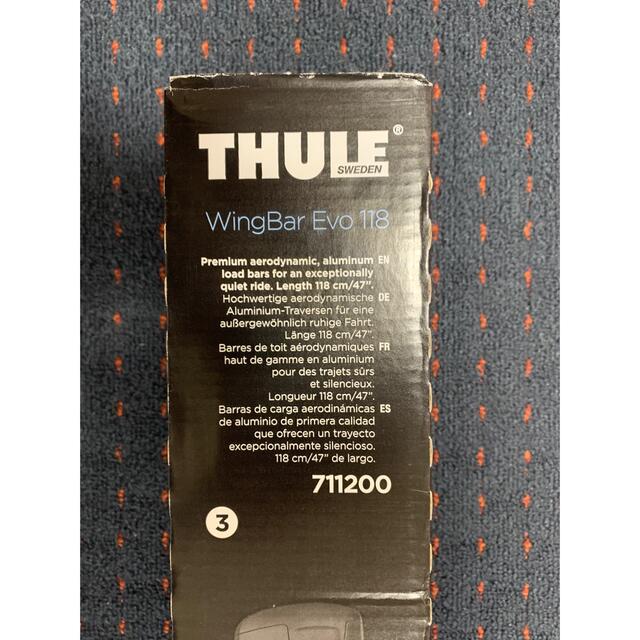 THULE®
SWEDEN
WingBar Evo 118
Premium aerodynamic, aluminum EN
load bars for an exceptionally
quiet ride. Length 118 cm/47".
Hochwertige aerodynamische DE
Aluminium-Traversen für eine
außergewöhnlich ruhige Fahrt.
Länge 118 cm/47".
Barres de toit aérodynamiques FR
haut de gamme en aluminium
pour des trajets sûrs
et silencieux.
Longueur 118 cm/47".
Barras de carga aerodinámicas ES
de aluminio de primera calidad
que ofrecen un trayecto
excepcionalmente silencioso.
118 cm/47" de largo.
711200
3